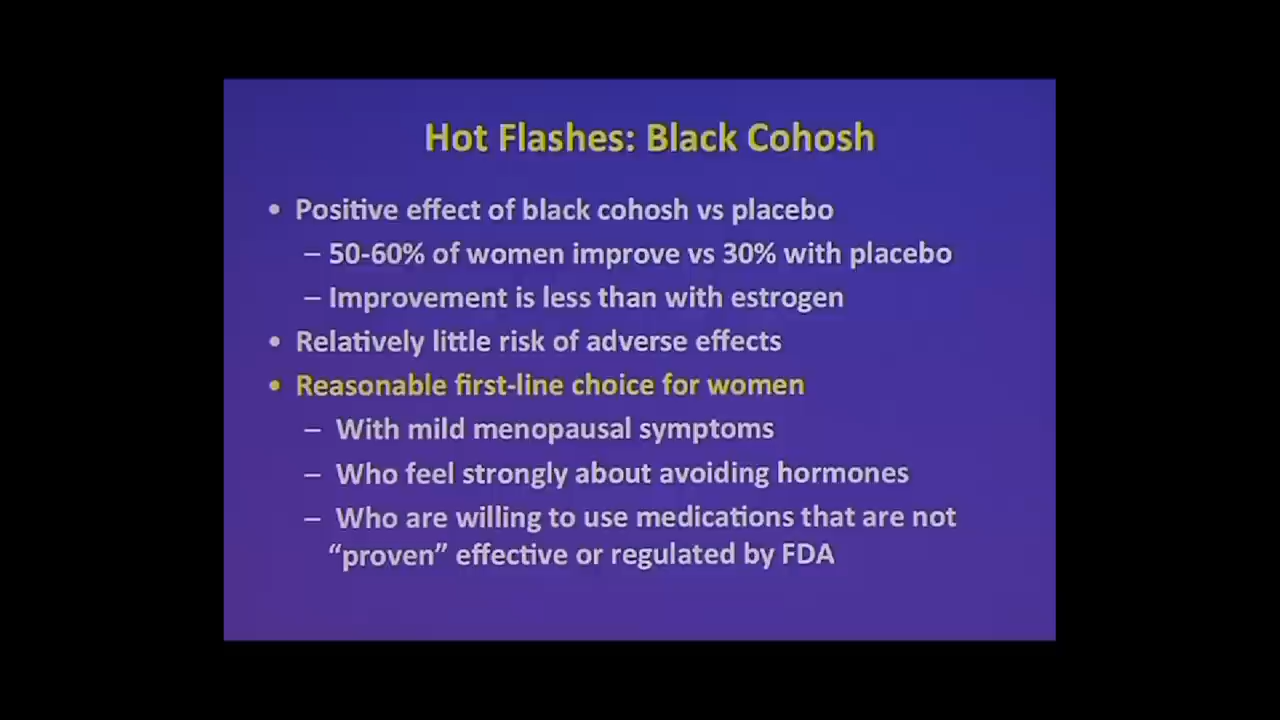 Hot Flashes: Black Cohosh
• Positive effect of black cohosh vs placebo
– 50-60% of women improve vs 30% with placebo
– Improvement is less than with estrogen
• Relatively little risk of adverse effects
• Reasonable first-line choice for women
– With mild menopausal symptoms
– Who feel strongly about avoiding hormones
– Who are willing to use medications that are not
“proven” effective or regulated by FDA